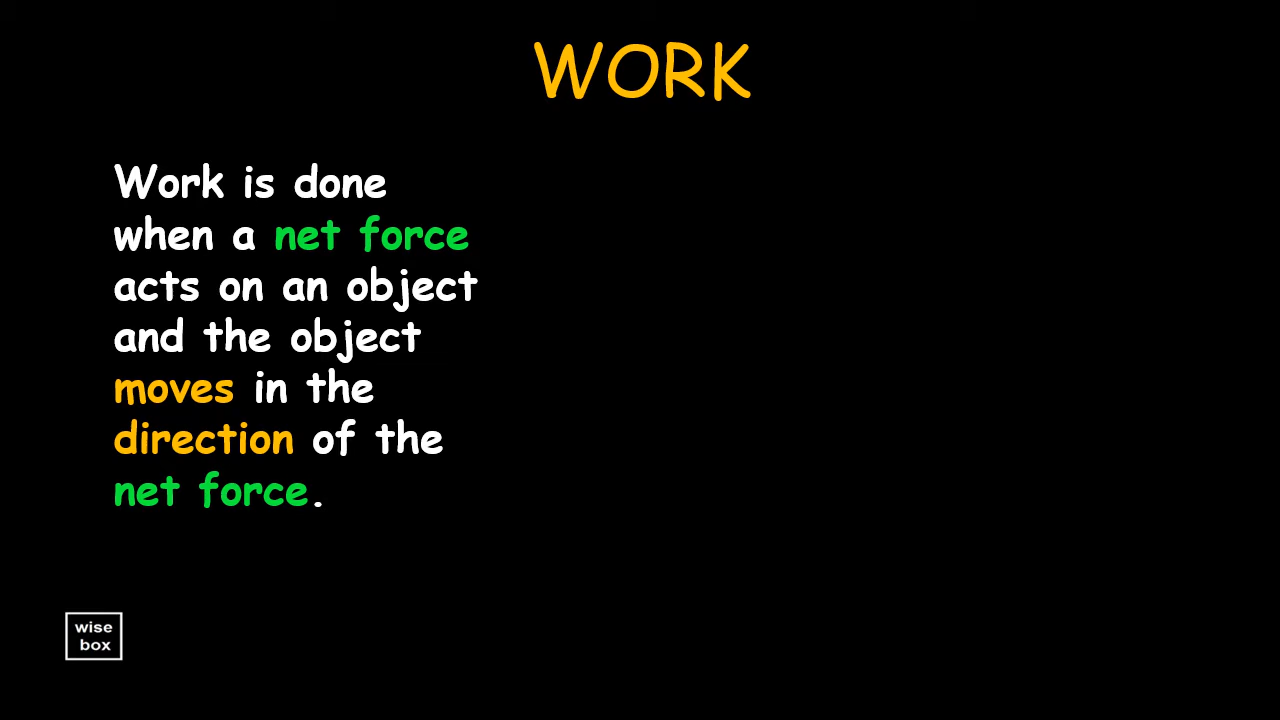 WORK
Work is done
when a net force
acts on an object
and the object
moves in the
direction of the
net force.
wise
box